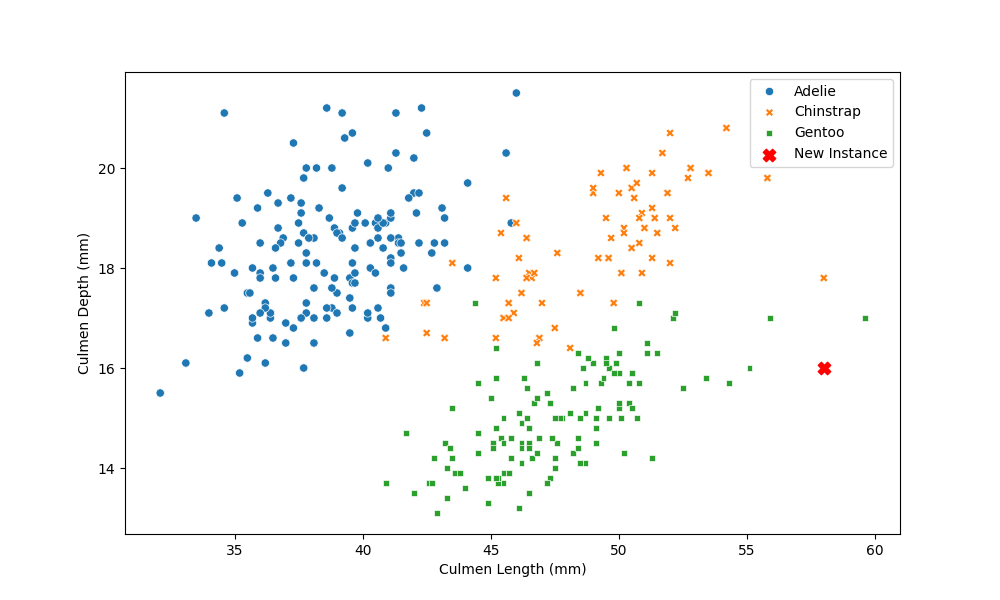 Adelie
Chinstrap
Gentoo
New Instance
20
18
16
14
Culmen Depth (mm)
35 40 45 50 55 60
Culmen Length (mm)